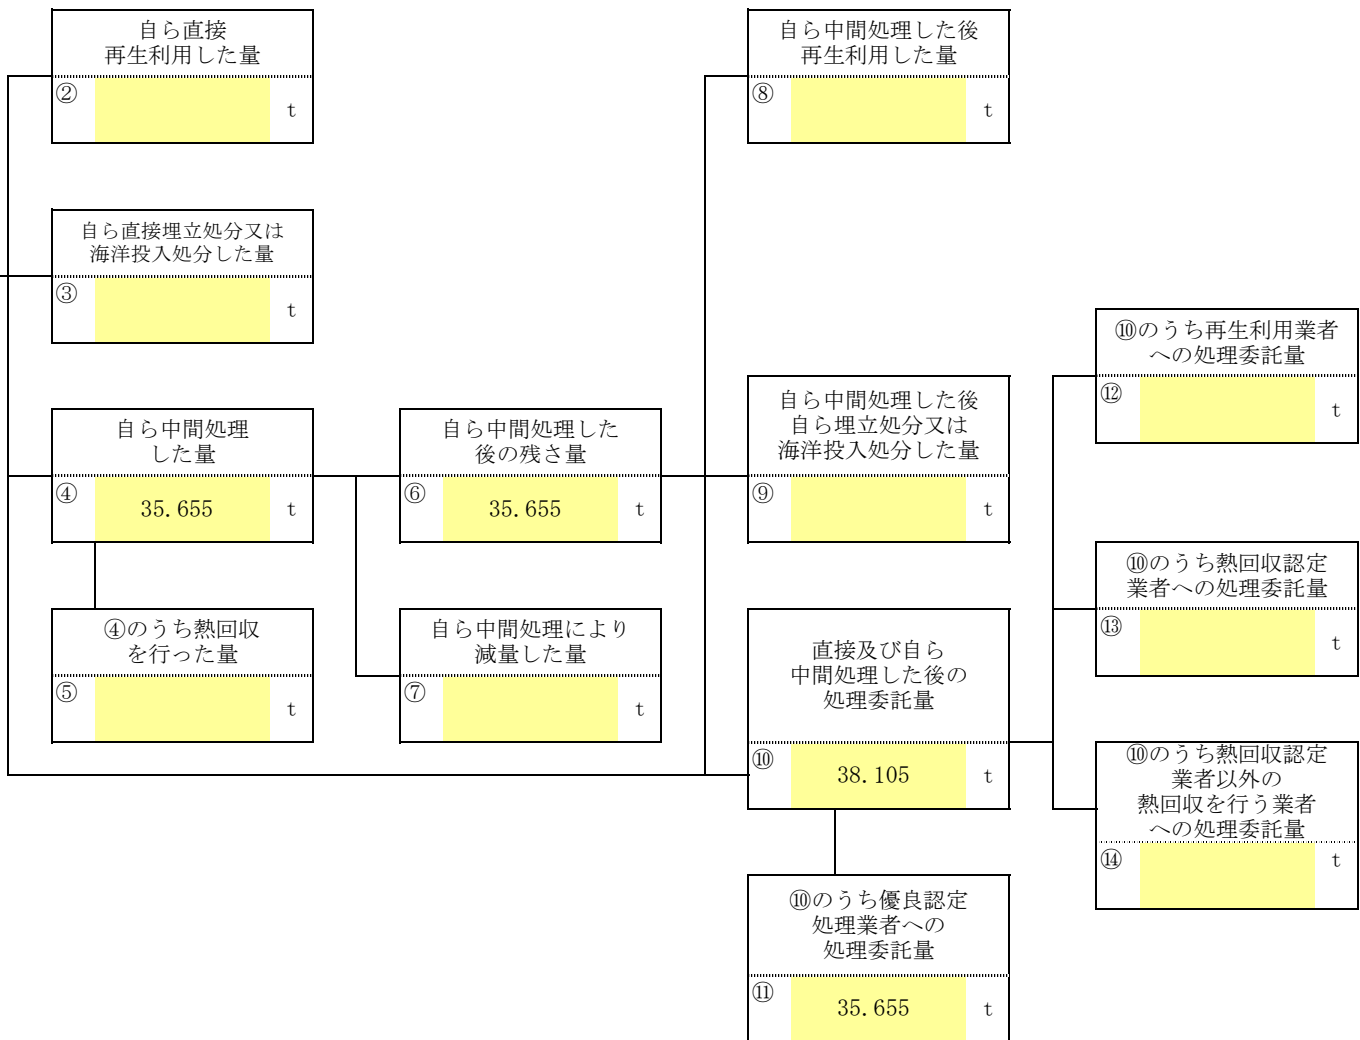 自ら直接
再生利用した量
②
t
自ら中間処理した後
再生利用した量
⑧
t
自ら直接埋立処分又は
海洋投入処分した量
③
t
⑩のうち再生利用業者
への処理委託量
⑫
t
自ら中間処理
した量
④
35.655
t
自ら中間処理した
後の残さ量
⑥
35.655
t
自ら中間処理した後
自ら埋立処分又は
海洋投入処分した量
⑨
t
⑩のうち熱回収認定
業者への処理委託量
⑬
t
④のうち熱回収
を行った量
⑤
t
自ら中間処理により
減量した量
⑦
t
直接及び自ら
中間処理した後の
処理委託量
⑩
38.105
t
⑩のうち熱回収認定
業者以外の
熱回収を行う業者
への処理委託量
⑭
t
⑩のうち優良認定
処理業者への
処理委託量
⑪
35.655
t